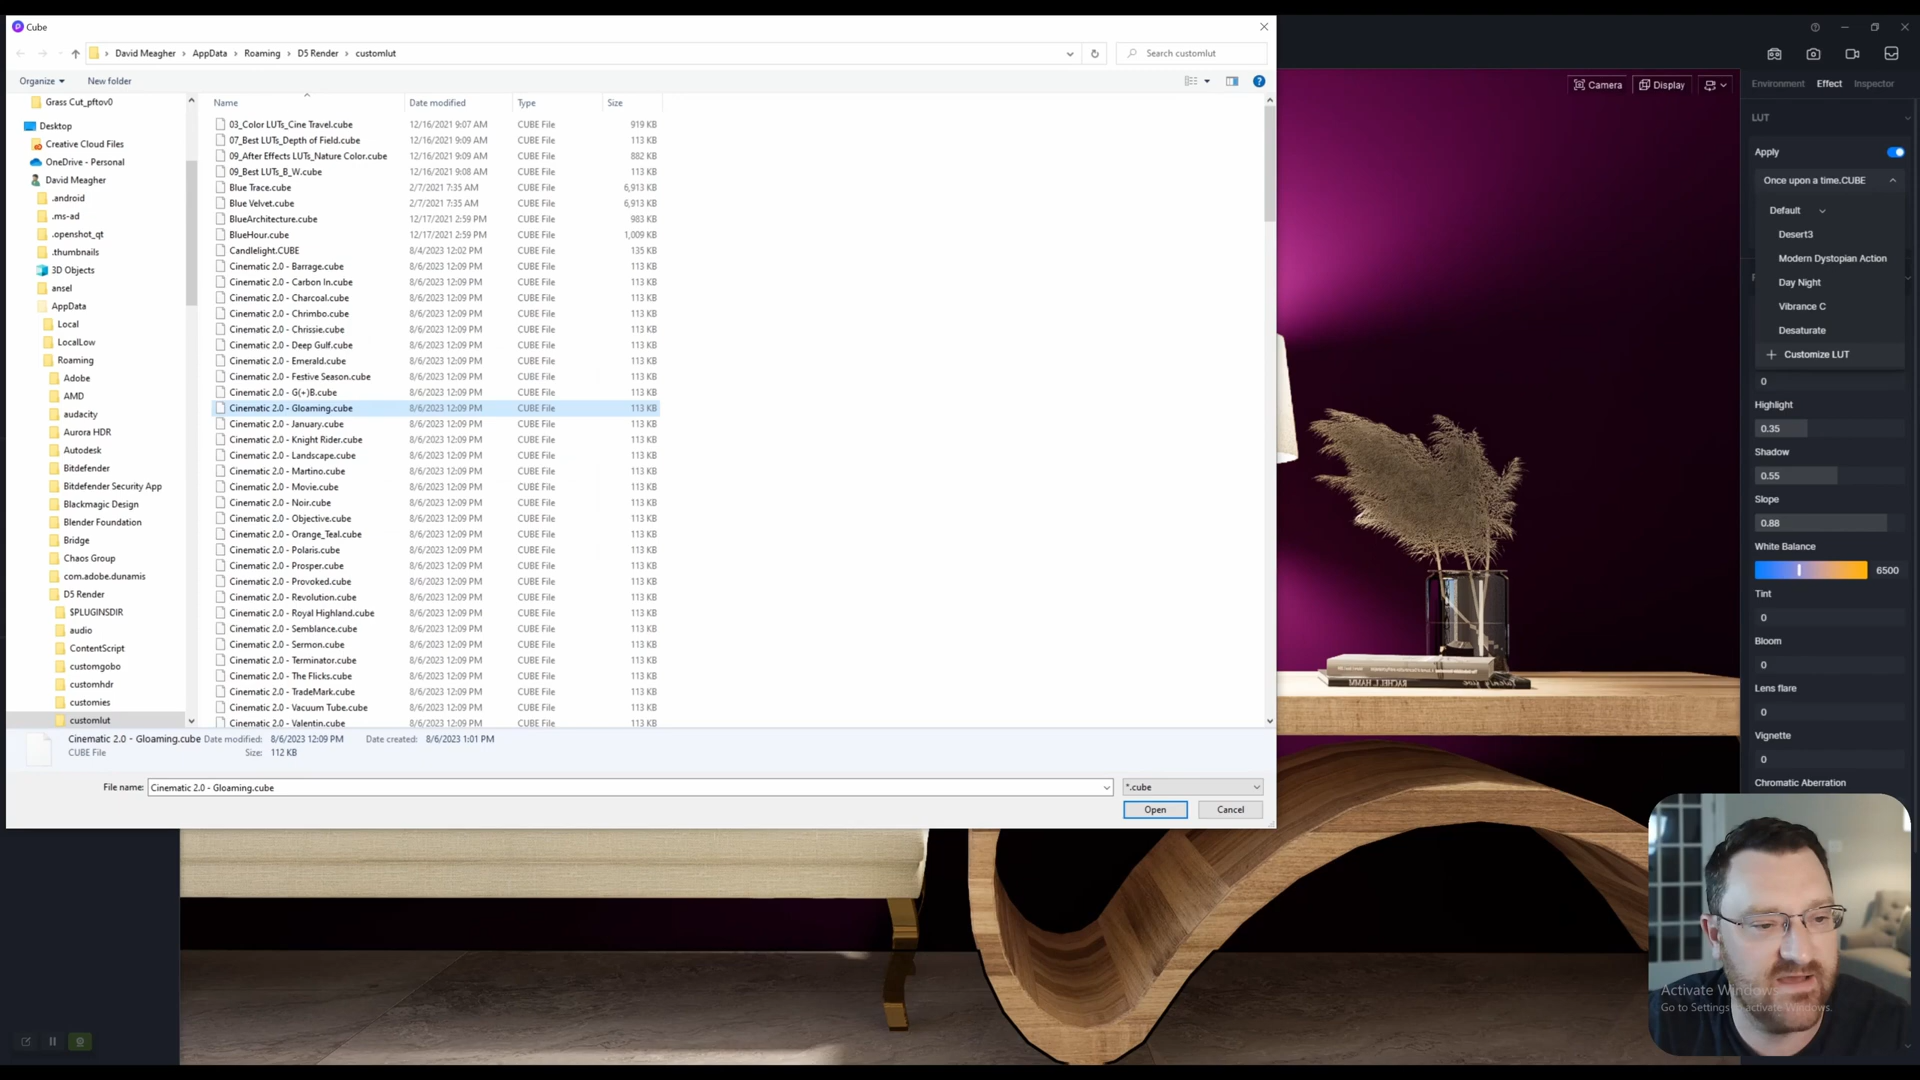 Cube
David Meagher > AppData > Roaming > D5 Render > customlut
Search customlut
Organize
New folder
Name Date modified Type Size
Grass Cut_pftov0
Desktop
Creative Cloud Files
OneDrive - Personal
David Meagher
.android
.ms-ad
.openshot_qt
.thumbnails
3D Objects
ansel
AppData
Local
LocalLow
Roaming
Adobe
AMD
audacity
Aurora HDR
Autodesk
Bitdefender
Bitdefender Security App
Blackmagic Design
Blender Foundation
Bridge
Chaos Group
com.adobe.dunamis
D5 Render
$PLUGINSDIR
audio
ContentScript
customgobo
customhdr
customies
customlut
03_Color LUTs_Cine Travel.cube 12/16/2021 9:07 AM CUBE File 919 KB
07_Best LUTs_Depth of Field.cube 12/16/2021 9:09 AM CUBE File 113 KB
09_After Effects LUTs_Nature Color.cube 12/16/2021 9:09 AM CUBE File 882 KB
09_Best LUTs_B_W.cube 12/16/2021 9:08 AM CUBE File 113 KB
Blue Trace.cube 2/7/2021 7:35 AM CUBE File 6,913 KB
Blue Velvet.cube 2/7/2021 7:35 AM CUBE File 6,913 KB
BlueArchitecture.cube 12/17/2021 2:59 PM CUBE File 983 KB
BlueHour.cube 12/17/2021 2:59 PM CUBE File 1,009 KB
Candlelight.CUBE 8/4/2023 12:02 PM CUBE File 135 KB
Cinematic 2.0 - Barrage.cube 8/6/2023 12:09 PM CUBE File 113 KB
Cinematic 2.0 - Carbon In.cube 8/6/2023 12:09 PM CUBE File 113 KB
Cinematic 2.0 - Charcoal.cube 8/6/2023 12:09 PM CUBE File 113 KB
Cinematic 2.0 - Chrimbo.cube 8/6/2023 12:09 PM CUBE File 113 KB
Cinematic 2.0 - Chrissie.cube 8/6/2023 12:09 PM CUBE File 113 KB
Cinematic 2.0 - Deep Gulf.cube 8/6/2023 12:09 PM CUBE File 113 KB
Cinematic 2.0 - Emerald.cube 8/6/2023 12:09 PM CUBE File 113 KB
Cinematic 2.0 - Festive Season.cube 8/6/2023 12:09 PM CUBE File 113 KB
Cinematic 2.0 - G(+)B.cube 8/6/2023 12:09 PM CUBE File 113 KB
Cinematic 2.0 - Gloaming.cube 8/6/2023 12:09 PM CUBE File 113 KB
Cinematic 2.0 - January.cube 8/6/2023 12:09 PM CUBE File 113 KB
Cinematic 2.0 - Knight Rider.cube 8/6/2023 12:09 PM CUBE File 113 KB
Cinematic 2.0 - Landscape.cube 8/6/2023 12:09 PM CUBE File 113 KB
Cinematic 2.0 - Martino.cube 8/6/2023 12:09 PM CUBE File 113 KB
Cinematic 2.0 - Movie.cube 8/6/2023 12:09 PM CUBE File 113 KB
Cinematic 2.0 - Noir.cube 8/6/2023 12:09 PM CUBE File 113 KB
Cinematic 2.0 - Objective.cube 8/6/2023 12:09 PM CUBE File 113 KB
Cinematic 2.0 - Orange_Teal.cube 8/6/2023 12:09 PM CUBE File 113 KB
Cinematic 2.0 - Polaris.cube 8/6/2023 12:09 PM CUBE File 113 KB
Cinematic 2.0 - Prosper.cube 8/6/2023 12:09 PM CUBE File 113 KB
Cinematic 2.0 - Provoked.cube 8/6/2023 12:09 PM CUBE File 113 KB
Cinematic 2.0 - Revolution.cube 8/6/2023 12:09 PM CUBE File 113 KB
Cinematic 2.0 - Royal Highland.cube 8/6/2023 12:09 PM CUBE File 113 KB
Cinematic 2.0 - Semblance.cube 8/6/2023 12:09 PM CUBE File 113 KB
Cinematic 2.0 - Sermon.cube 8/6/2023 12:09 PM CUBE File 113 KB
Cinematic 2.0 - Terminator.cube 8/6/2023 12:09 PM CUBE File 113 KB
Cinematic 2.0 - The Flicks.cube 8/6/2023 12:09 PM CUBE File 113 KB
Cinematic 2.0 - TradeMark.cube 8/6/2023 12:09 PM CUBE File 113 KB
Cinematic 2.0 - Vacuum Tube.cube 8/6/2023 12:09 PM CUBE File 113 KB
Cinematic 2.0 - Valentin.cube 8/6/2023 12:09 PM CUBE File 113 KB
Cinematic 2.0 - Gloaming.cube Date modified: 8/6/2023 12:09 PM Date created: 8/6/2023 1:01 PM
CUBE File Size: 112 KB
File name: Cinematic 2.0 - Gloaming.cube *.cube
Open Cancel
Camera Display
Environment Effect Inspector
LUT
Apply
Once upon a time.CUBE
Default
Desert3
Modern Dystopian Action
Day Night
Vibrance C
Desaturate
Customize LUT
0
Highlight
0.35
Shadow
0.55
Slope
0.88
White Balance
6500
Tint
0
Bloom
0
Lens flare
0
Vignette
0
Chromatic Aberration
Activate Windows
Go to Settings to activate Windows.